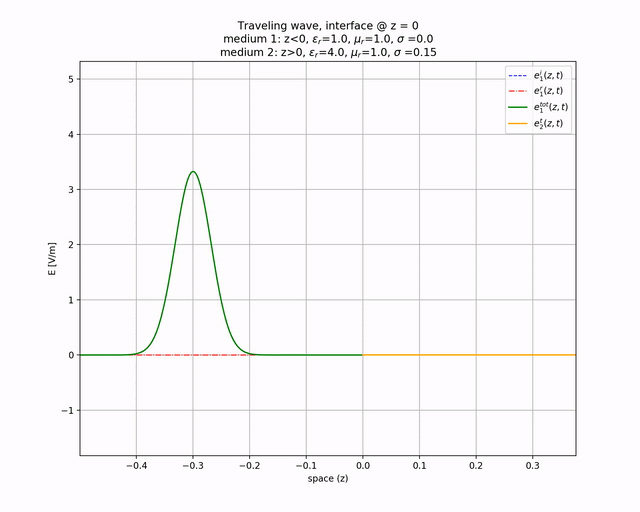 Traveling wave, interface @ z = 0
medium 1: z<0, εr=1.0, μr=1.0, σ =0.0
medium 2: z>0, εr=4.0, μr=1.0, σ =0.15
e₁ⁱ(z, t)
e₁ʳ(z, t)
e₁ᵗᵒᵗ(z, t)
e₂ᵗ(z, t)
5
4
3
2
1
0
−1
E [V/m]
−0.4 −0.3 −0.2 −0.1 0.0 0.1 0.2 0.3
space (z)